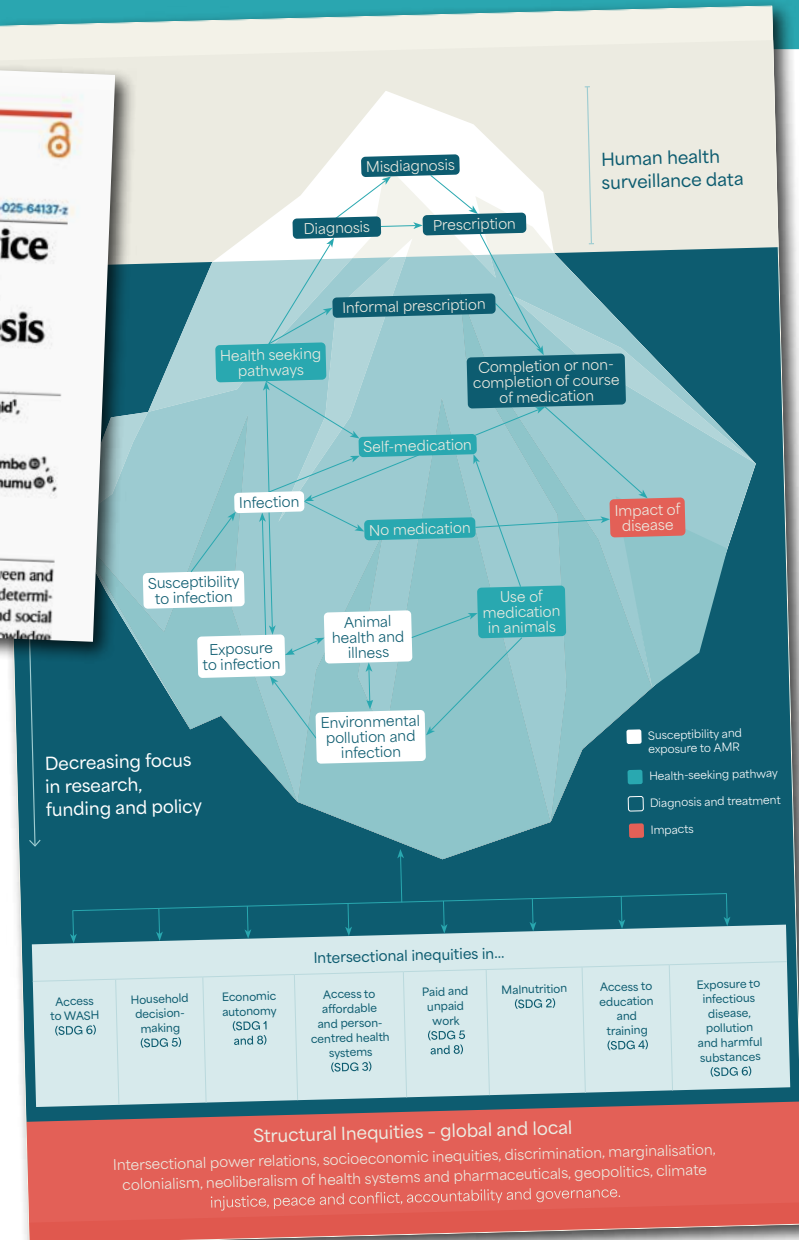 -025-64137-z
ice
sis
id¹,
mbe ¹,
humu ⁶,
een and
determi-
nd social
owledge
Human health
surveillance data
Misdiagnosis
Diagnosis
Prescription
Informal prescription
Health seeking
pathways
Completion or non-
completion of course
of medication
Self-medication
Infection
No medication
Impact of
disease
Susceptibility
to infection
Use of
medication
in animals
Animal
health and
illness
Exposure
to infection
Environmental
pollution and
infection
Decreasing focus
in research,
funding and policy
Susceptibility and
exposure to AMR
Health-seeking pathway
Diagnosis and treatment
Impacts
Intersectional inequities in...
Access
to WASH
(SDG 6)
Household
decision-
making
(SDG 5)
Economic
autonomy
(SDG 1
and 8)
Access to
affordable
and person-
centred health
systems
(SDG 3)
Paid and
unpaid
work
(SDG 5
and 8)
Malnutrition
(SDG 2)
Access to
education
and
training
(SDG 4)
Exposure to
infectious
disease,
pollution
and harmful
substances
(SDG 6)
Structural Inequities – global and local
Intersectional power relations, socioeconomic inequities, discrimination, marginalisation,
colonialism, neoliberalism of health systems and pharmaceuticals, geopolitics, climate
injustice, peace and conflict, accountability and governance.